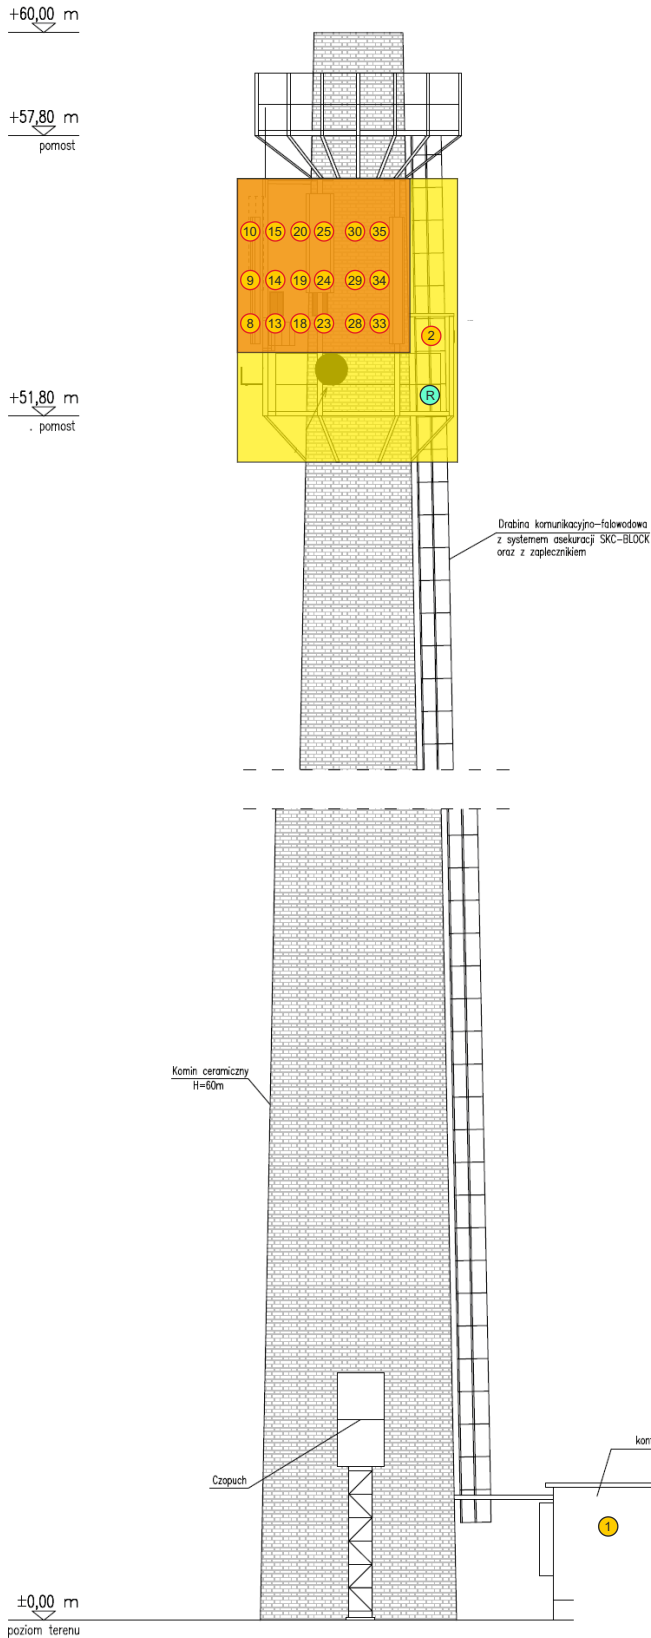 +60,00 m
+57,80 m
pomost
10 15 20 25 30 35
9 14 19 24 29 34
8 13 18 23 28 33
2
R
+51,80 m
. pomost
Drabina komunikacyjno-falowodowa
z systemem asekuracji SKC-BLOCK
oraz z zaplecznikiem
Komin ceramiczny
H=60m
kon
Czopuch
1
±0,00 m
poziom terenu